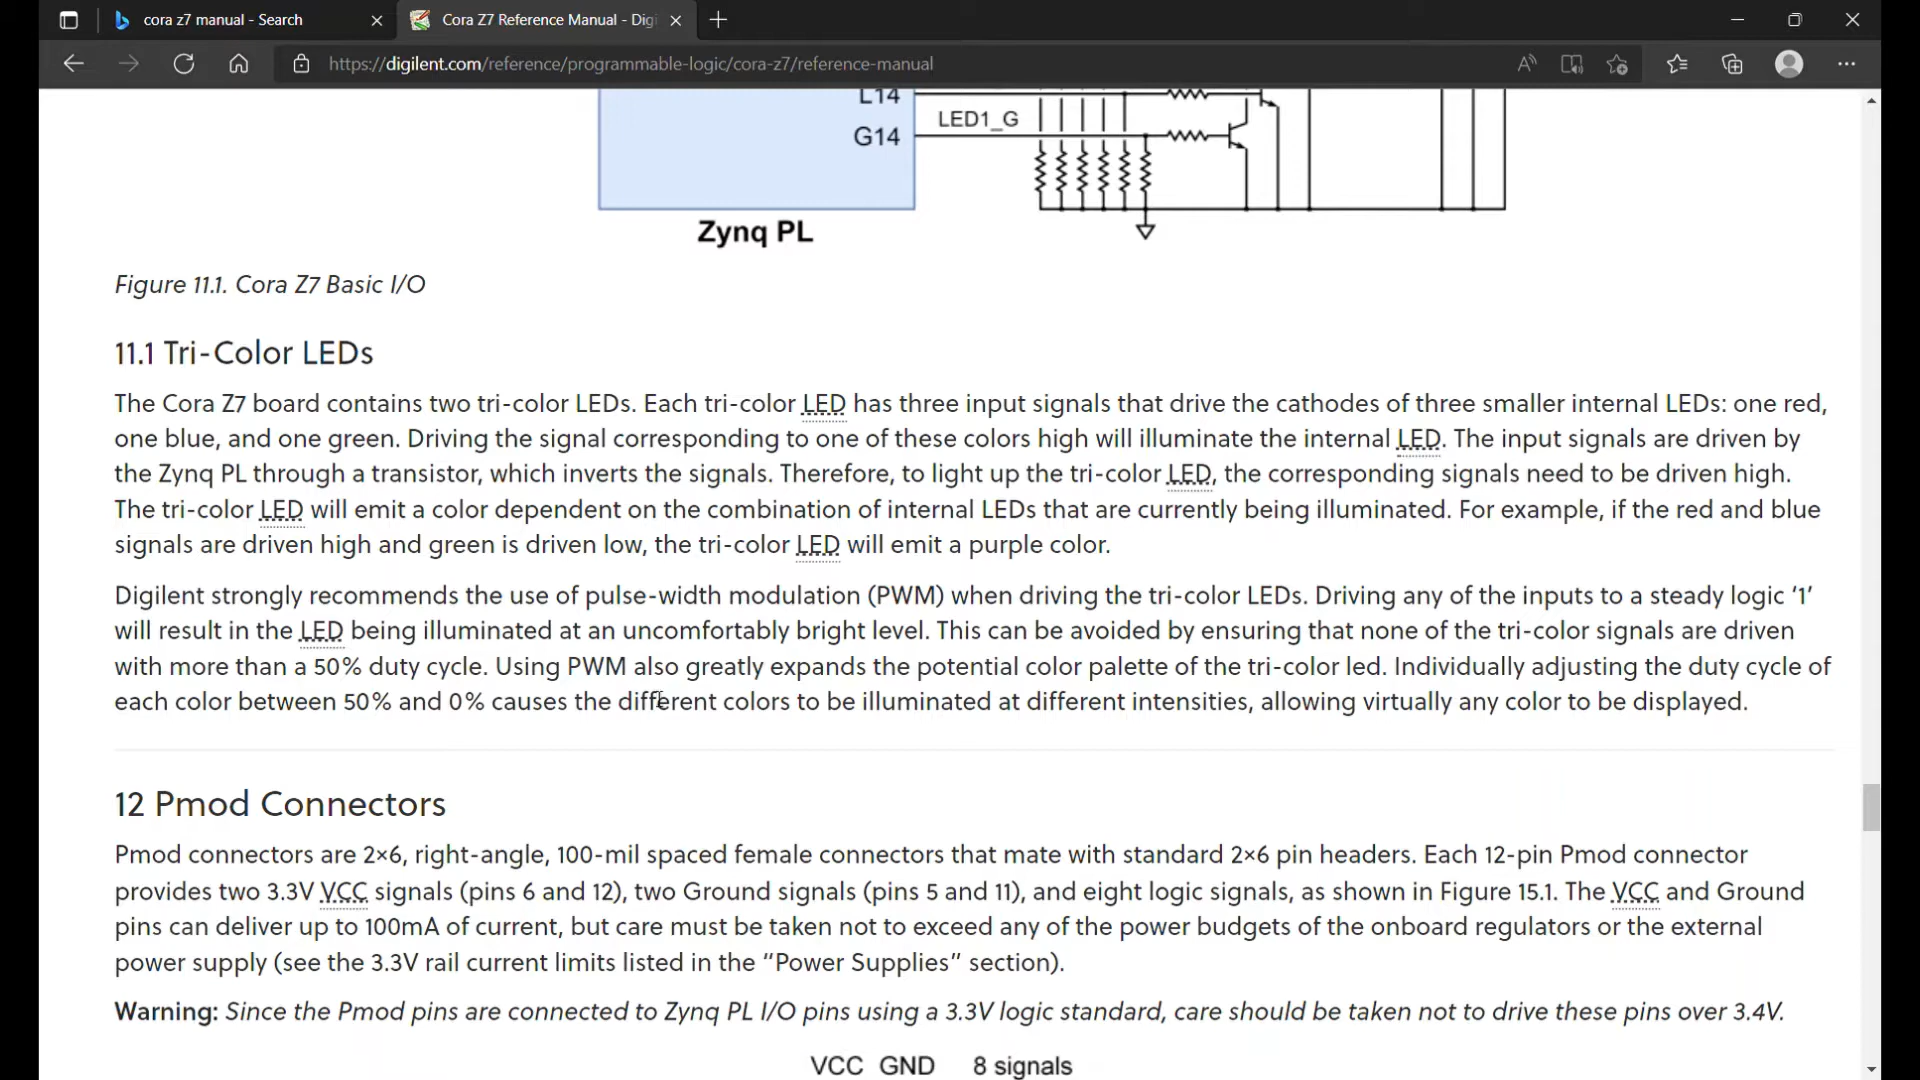 cora z7 manual - Search
Cora Z7 Reference Manual - Dig
https://digilent.com/reference/programmable-logic/cora-z7/reference-manual
L14
LED1_G
G14
Zynq PL
Figure 11.1. Cora Z7 Basic I/O
11.1 Tri-Color LEDs
The Cora Z7 board contains two tri-color LEDs. Each tri-color LED has three input signals that drive the cathodes of three smaller internal LEDs: one red,
one blue, and one green. Driving the signal corresponding to one of these colors high will illuminate the internal LED. The input signals are driven by
the Zynq PL through a transistor, which inverts the signals. Therefore, to light up the tri-color LED, the corresponding signals need to be driven high.
The tri-color LED will emit a color dependent on the combination of internal LEDs that are currently being illuminated. For example, if the red and blue
signals are driven high and green is driven low, the tri-color LED will emit a purple color.
Digilent strongly recommends the use of pulse-width modulation (PWM) when driving the tri-color LEDs. Driving any of the inputs to a steady logic ‘1’
will result in the LED being illuminated at an uncomfortably bright level. This can be avoided by ensuring that none of the tri-color signals are driven
with more than a 50% duty cycle. Using PWM also greatly expands the potential color palette of the tri-color led. Individually adjusting the duty cycle of
each color between 50% and 0% causes the different colors to be illuminated at different intensities, allowing virtually any color to be displayed.
12 Pmod Connectors
Pmod connectors are 2×6, right-angle, 100-mil spaced female connectors that mate with standard 2×6 pin headers. Each 12-pin Pmod connector
provides two 3.3V VCC signals (pins 6 and 12), two Ground signals (pins 5 and 11), and eight logic signals, as shown in Figure 15.1. The VCC and Ground
pins can deliver up to 100mA of current, but care must be taken not to exceed any of the power budgets of the onboard regulators or the external
power supply (see the 3.3V rail current limits listed in the “Power Supplies” section).
Warning: Since the Pmod pins are connected to Zynq PL I/O pins using a 3.3V logic standard, care should be taken not to drive these pins over 3.4V.
VCC GND 8 signals